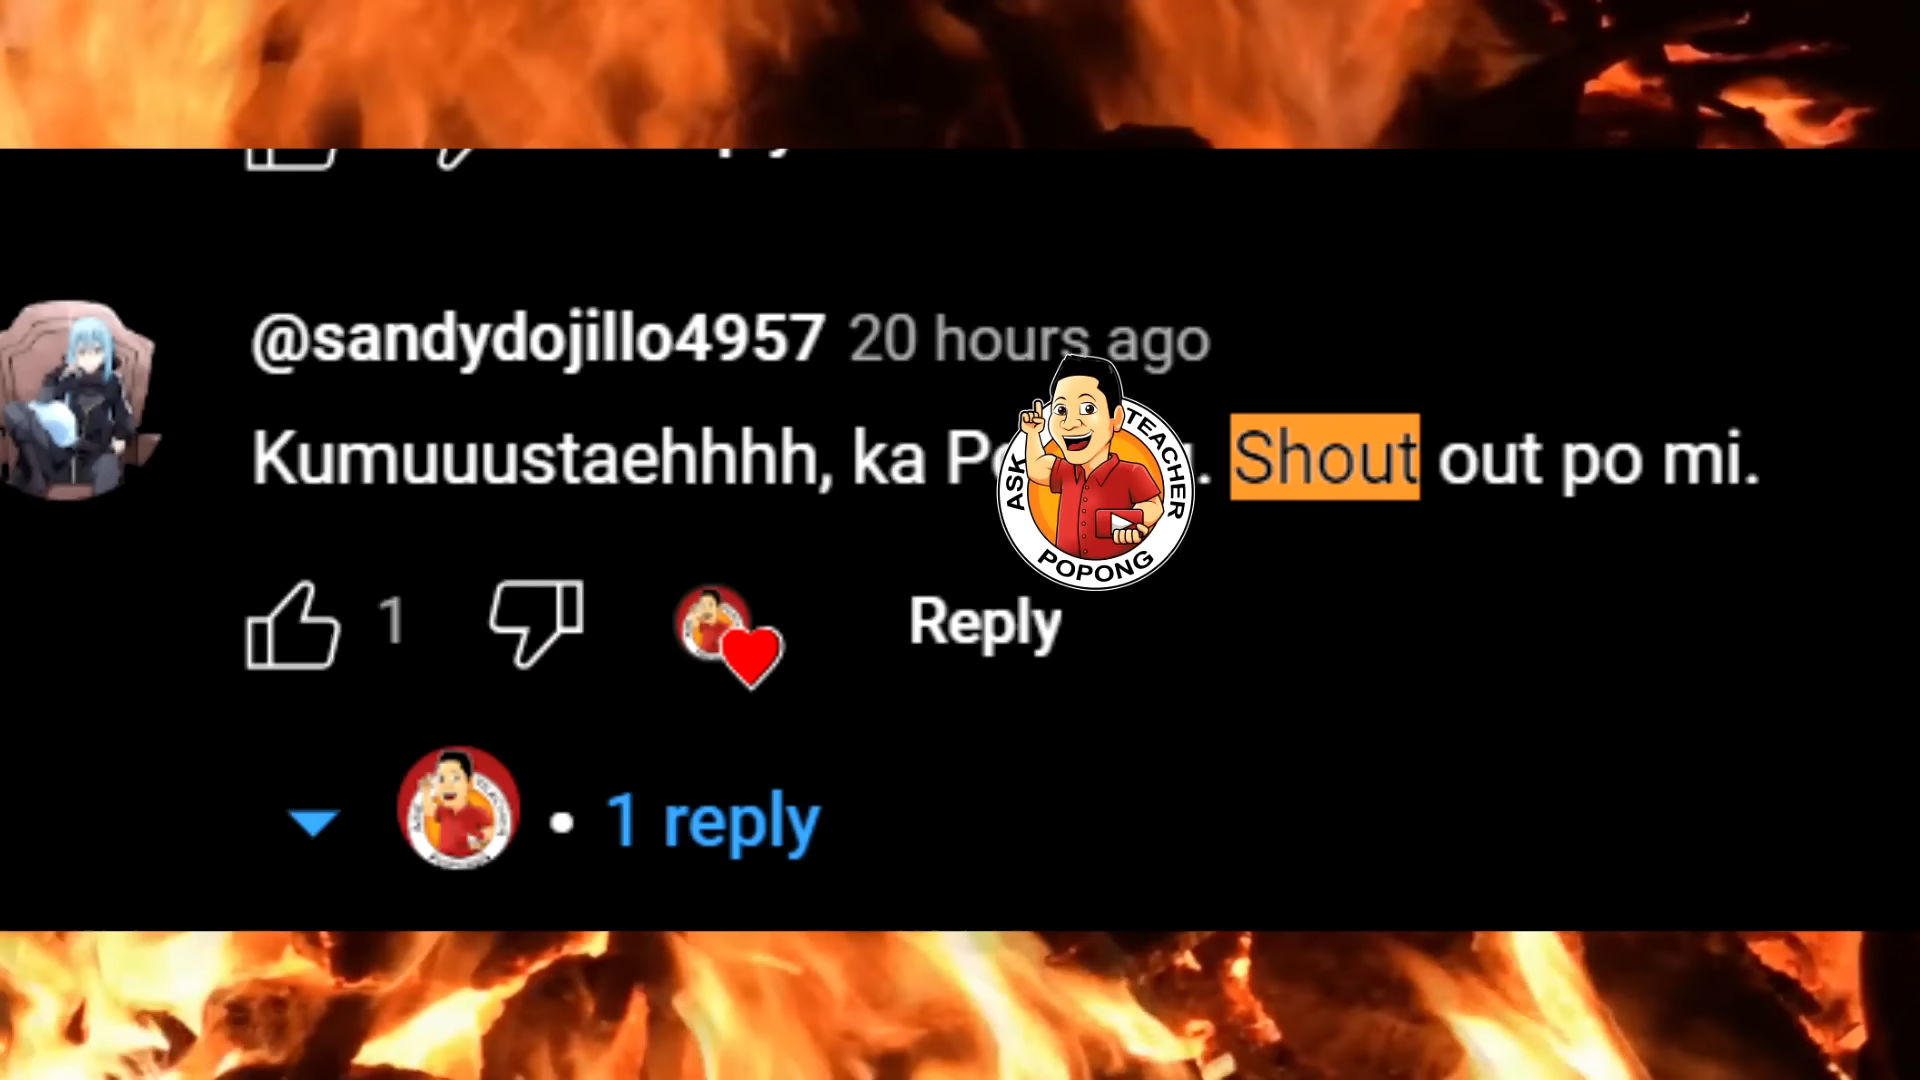 @sandydojillo4957 20 hours ago
Kumuuustaehhhh, ka Shout out po mi.
ASK TEACHER POPONG
1 Reply
1 reply